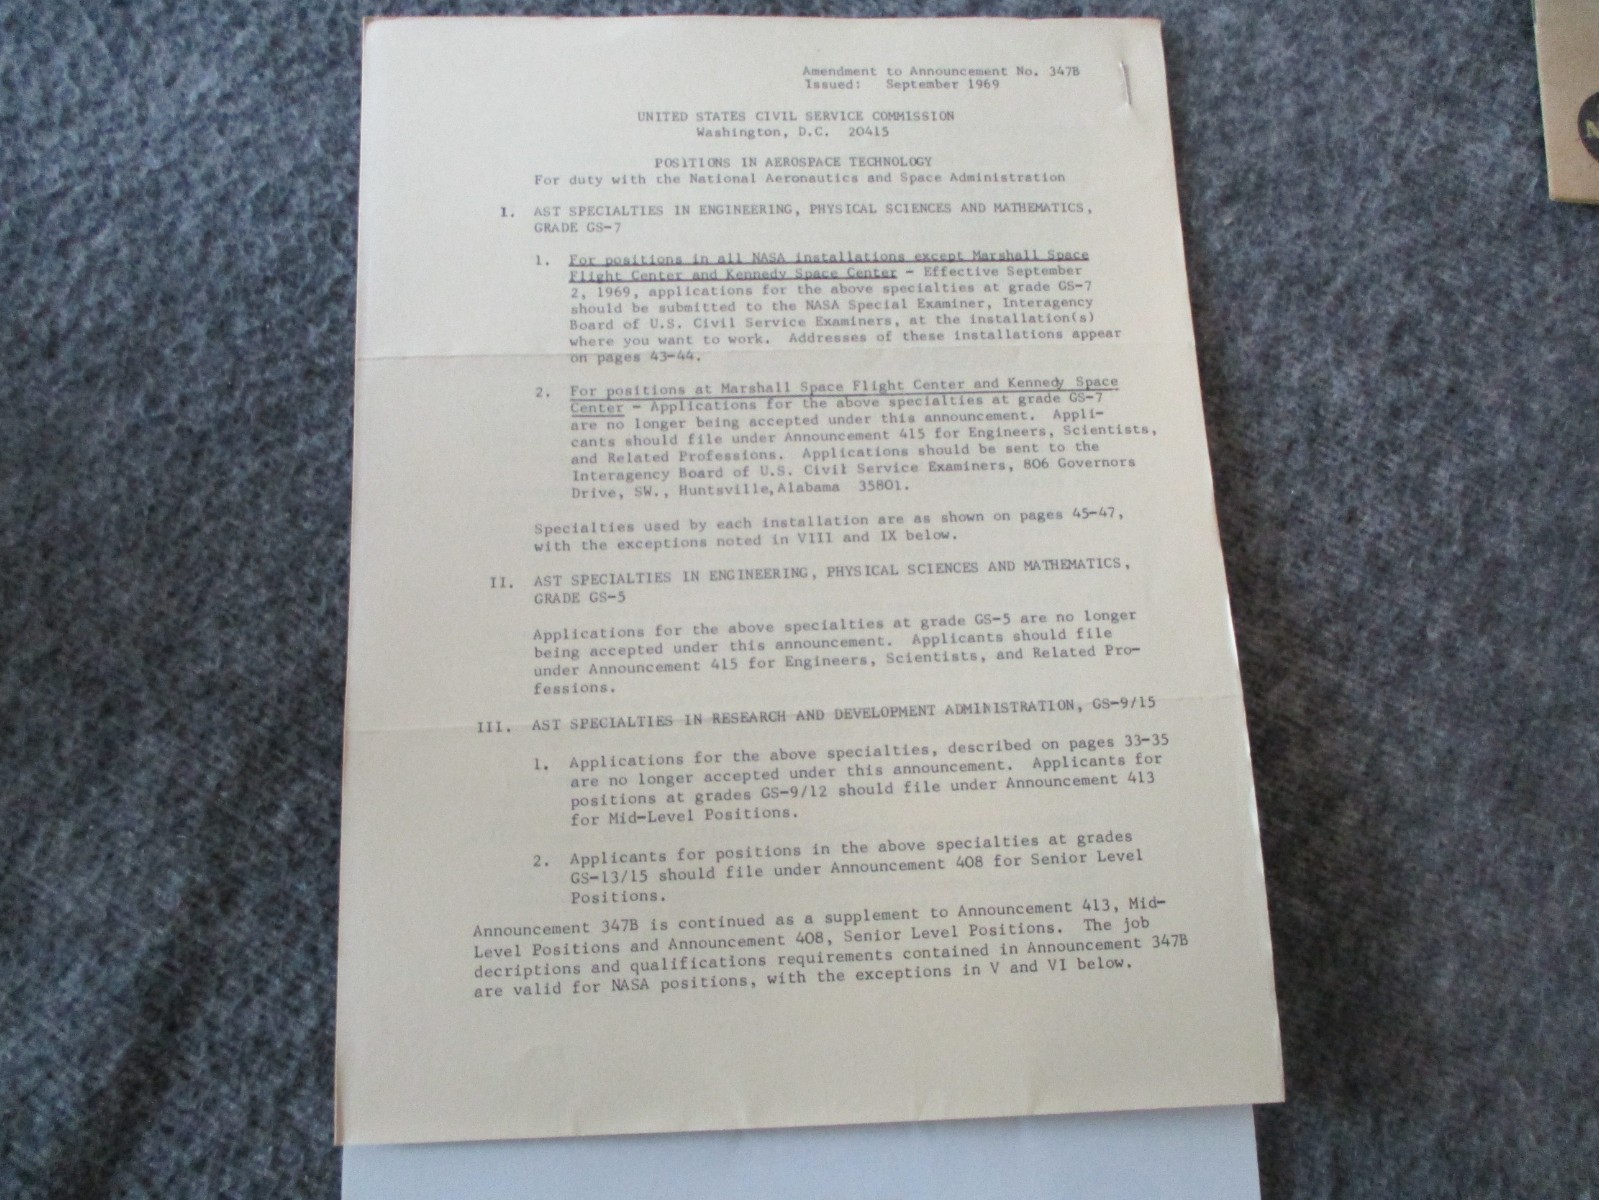 Amendment to Announcement No. 347B
Issued: September 1969
UNITED STATES CIVIL SERVICE COMMISSION
Washington, D.C. 20415
POSITIONS IN AEROSPACE TECHNOLOGY
For duty with the National Aeronautics and Space Administration
I. AST SPECIALTIES IN ENGINEERING, PHYSICAL SCIENCES AND MATHEMATICS,
GRADE GS-7
1. For positions in all NASA installations except Marshall Space
Flight Center and Kennedy Space Center - Effective September
2, 1969, applications for the above specialties at grade GS-7
should be submitted to the NASA Special Examiner, Interagency
Board of U.S. Civil Service Examiners, at the installation(s)
where you want to work. Addresses of these installations appear
on pages 43-44.
2. For positions at Marshall Space Flight Center and Kennedy Space
Center - Applications for the above specialties at grade GS-7
are no longer being accepted under this announcement. Appli-
cants should file under Announcement 415 for Engineers, Scientists,
and Related Professions. Applications should be sent to the
Interagency Board of U.S. Civil Service Examiners, 806 Governors
Drive, SW., Huntsville, Alabama 35801.
Specialties used by each installation are as shown on pages 45-47,
with the exceptions noted in VIII and IX below.
II. AST SPECIALTIES IN ENGINEERING, PHYSICAL SCIENCES AND MATHEMATICS,
GRADE GS-5
Applications for the above specialties at grade GS-5 are no longer
being accepted under this announcement. Applicants should file
under Announcement 415 for Engineers, Scientists, and Related Pro-
fessions.
III. AST SPECIALTIES IN RESEARCH AND DEVELOPMENT ADMINISTRATION, GS-9/15
1. Applications for the above specialties, described on pages 33-35
are no longer accepted under this announcement. Applicants for
positions at grades GS-9/12 should file under Announcement 413
for Mid-Level Positions.
2. Applicants for positions in the above specialties at grades
GS-13/15 should file under Announcement 408 for Senior Level
Positions.
Announcement 347B is continued as a supplement to Announcement 413, Mid-
Level Positions and Announcement 408, Senior Level Positions. The job
decriptions and qualifications requirements contained in Announcement 347B
are valid for NASA positions, with the exceptions in V and VI below.